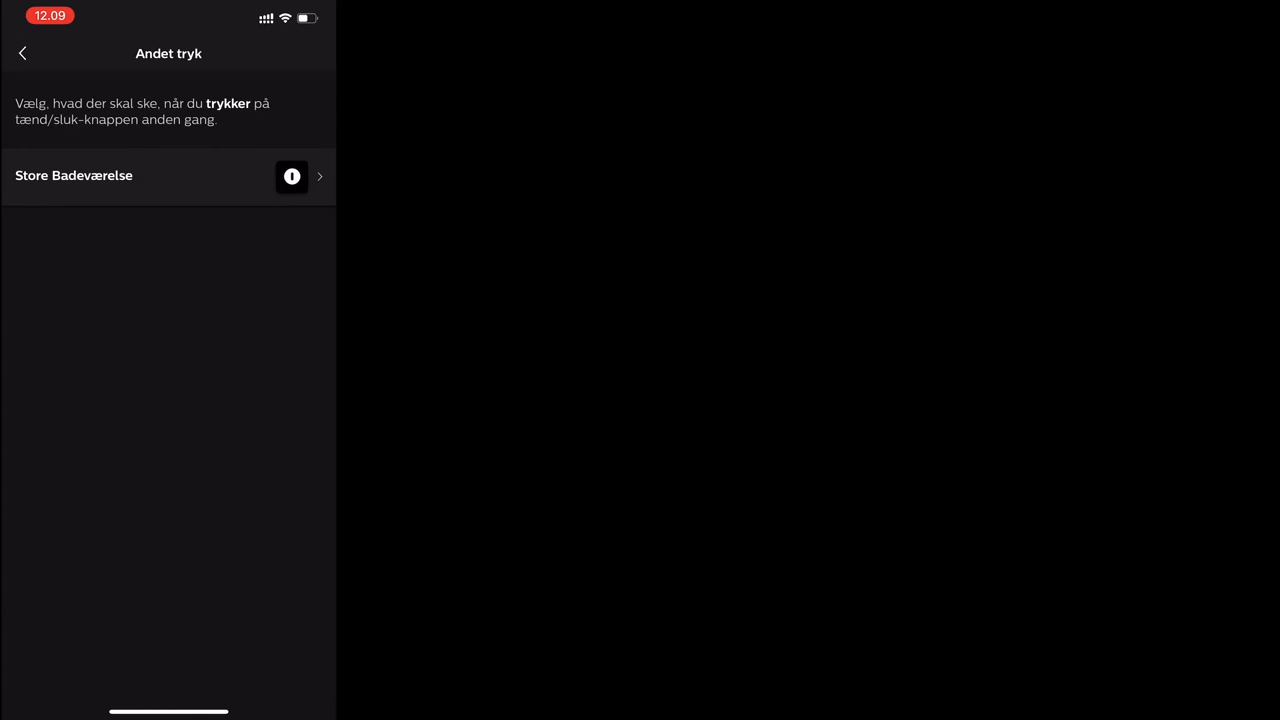 12.09
Andet tryk
Vælg, hvad der skal ske, når du trykker på
tænd/sluk-knappen anden gang.
Store Badeværelse